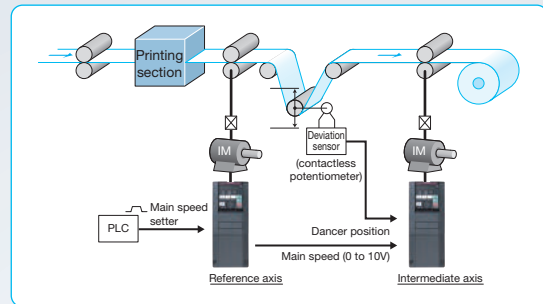 Printing
section
IM
Deviation
sensor
(contactless
potentiometer)
IM
Main speed
setter
PLC
Dancer position
Main speed (0 to 10V)
Reference axis
Intermediate axis